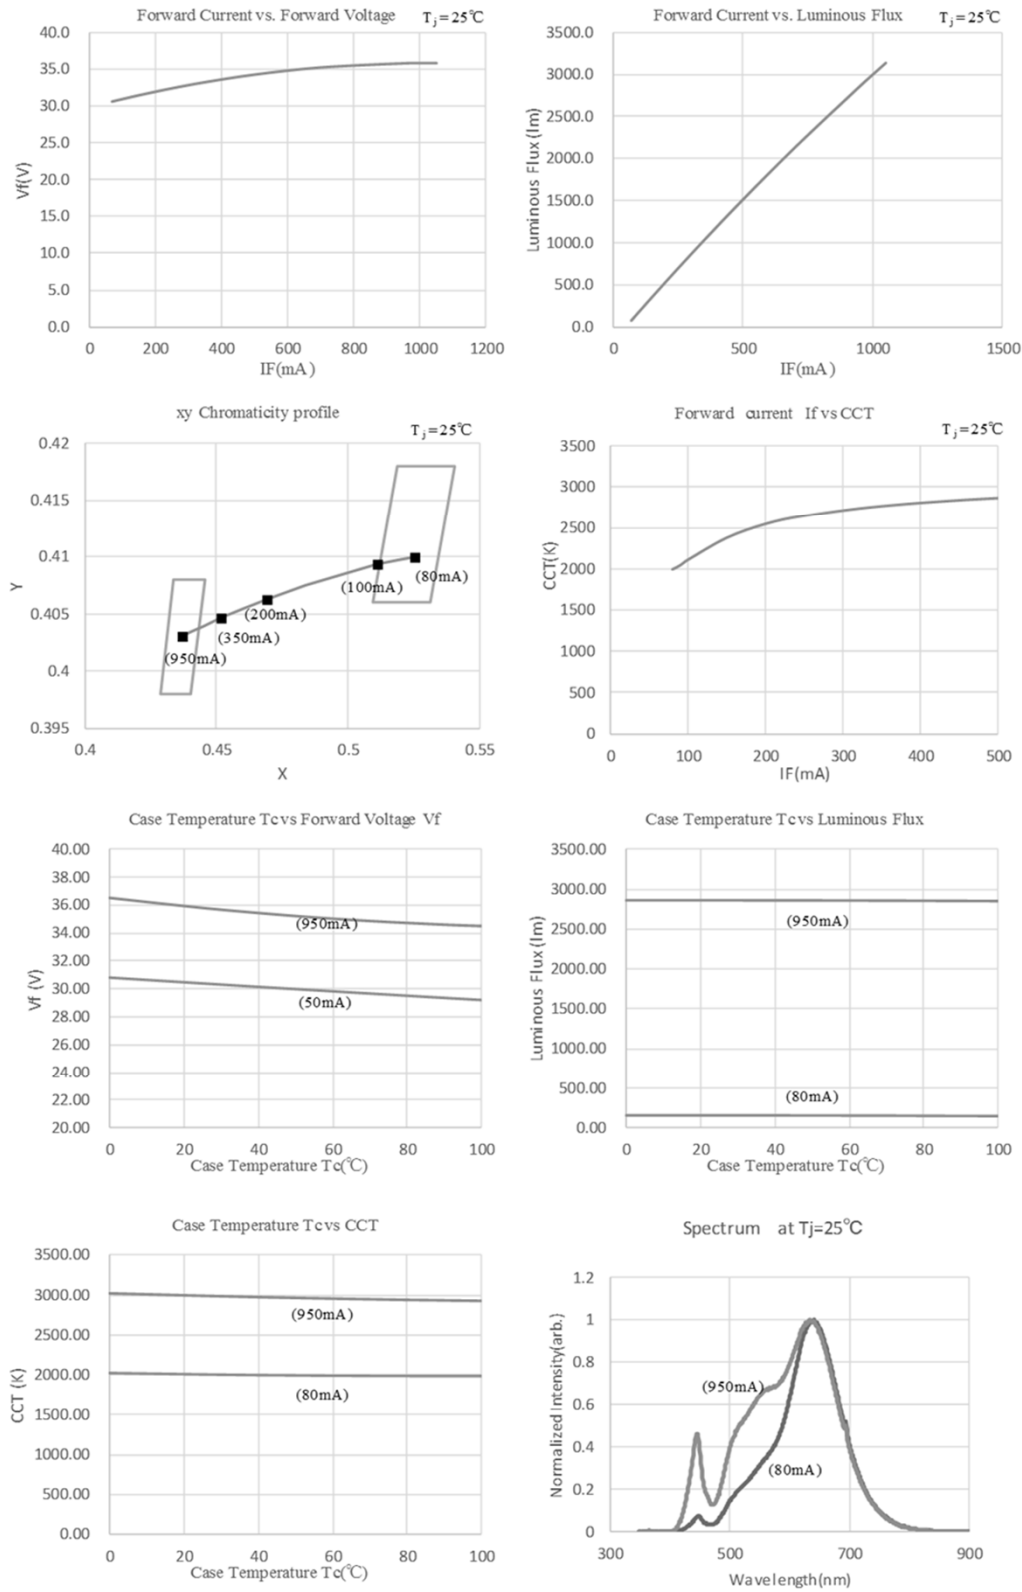 Forward Current vs. Forward Voltage
Tj=25℃
40.0
35.0
30.0
25.0
20.0
15.0
10.0
5.0
0.0
Vf(V)
0 200 400 600 800 1000 1200
IF(mA)
Forward Current vs. Luminous Flux
Tj=25℃
3500.0
3000.0
2500.0
2000.0
1500.0
1000.0
500.0
0.0
Luminous Flux(lm)
0 500 1000 1500
IF(mA)
xy Chromaticity profile
Tj=25℃
0.42
0.415
0.41
0.405
0.4
0.395
Y
(80mA)
(100mA)
(200mA)
(350mA)
(950mA)
0.4 0.45 0.5 0.55
X
Forward current If vs CCT
Tj=25℃
3500
3000
2500
2000
1500
1000
500
0
CCT(K)
0 100 200 300 400 500
IF(mA)
Case Temperature Tc vs Forward Voltage Vf
40.00
38.00
36.00
34.00
32.00
30.00
28.00
26.00
24.00
22.00
20.00
Vf (V)
(950mA)
(50mA)
0 20 40 60 80 100
Case Temperature Tc(℃)
Case Temperature Tc vs Luminous Flux
3500.00
3000.00
2500.00
2000.00
1500.00
1000.00
500.00
0.00
Luminous Flux (lm)
(950mA)
(80mA)
0 20 40 60 80 100
Case Temperature Tc(℃)
Case Temperature Tc vs CCT
3500.00
3000.00
2500.00
2000.00
1500.00
1000.00
500.00
0.00
CCT (K)
(950mA)
(80mA)
0 20 40 60 80 100
Case Temperature Tc(℃)
Spectrum at Tj=25℃
1.2
1
0.8
0.6
0.4
0.2
0
Normalized Intensity(arb.)
(950mA)
(80mA)
300 500 700 900
Wavelength(nm)